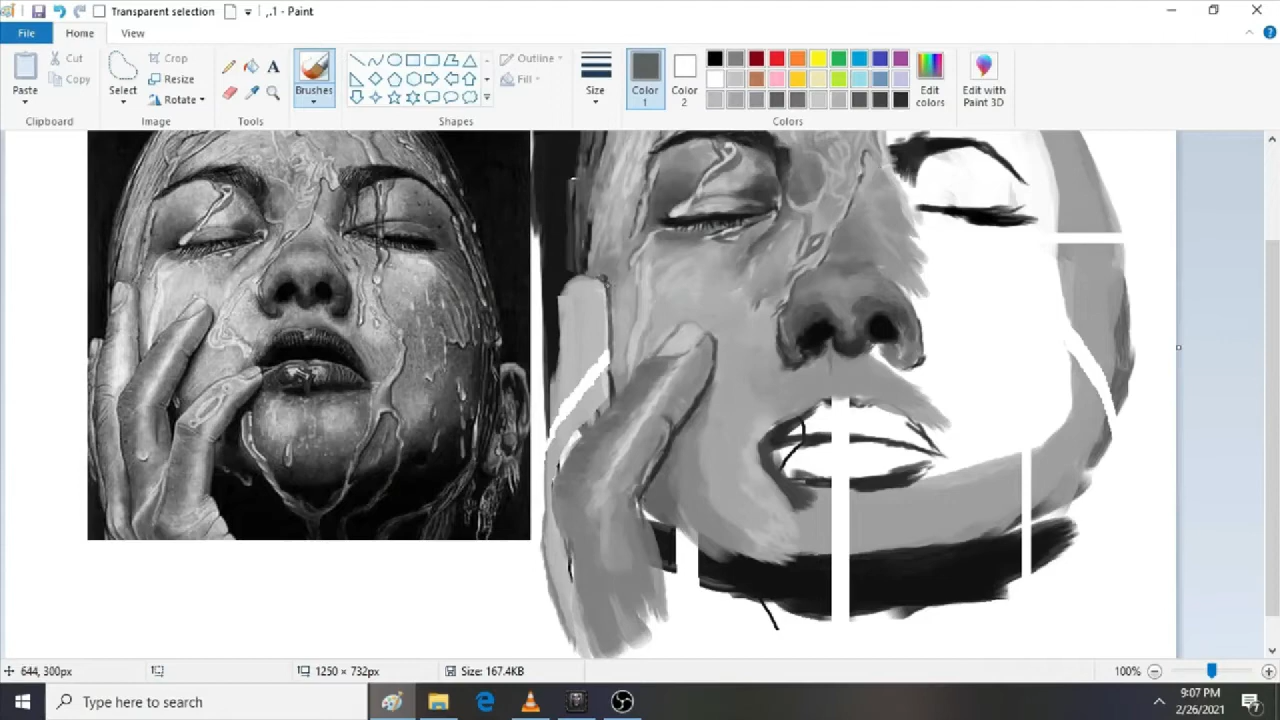 Transparent selection
,.1 - Paint
File Home View
Paste Cut Copy Clipboard
Select Crop Resize Rotate Image
Tools
Brushes
Outline Fill Shapes
Size
Color 1 Color 2 Edit colors Colors
Edit with Paint 3D
644, 300px 1250 × 732px Size: 167.4KB 100%
Type here to search
9:07 PM
2/26/2021
7